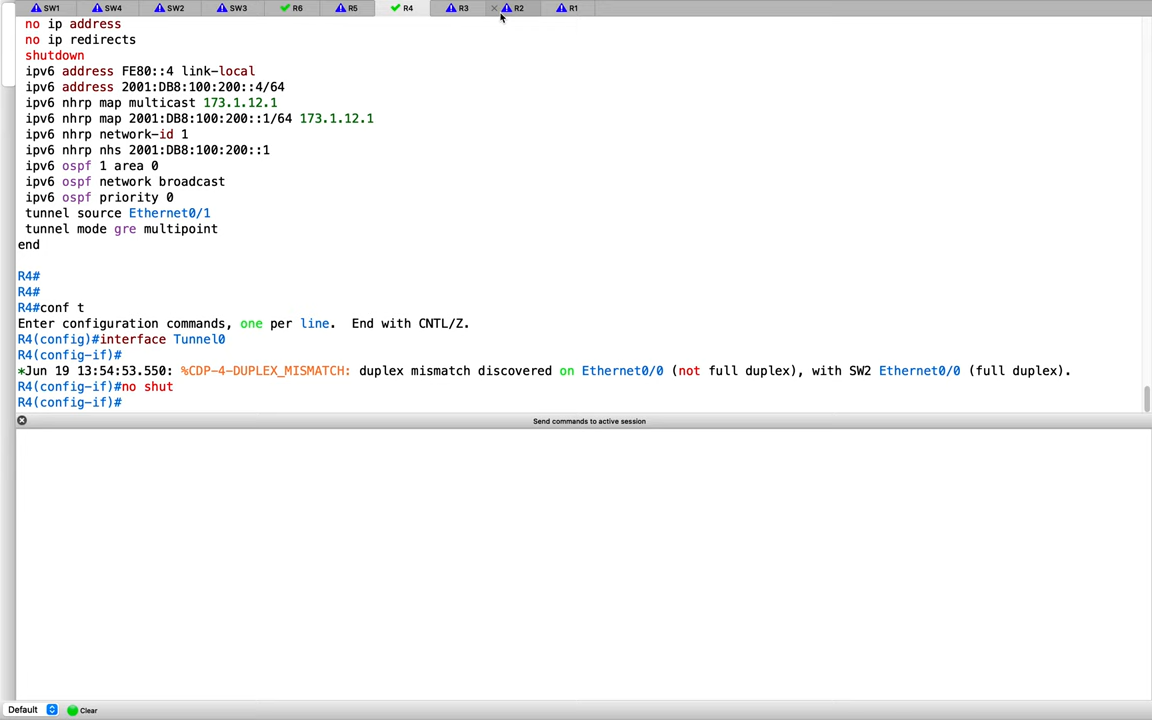 SW1 SW4 SW2 SW3 R6 R5 R4 R3 R2 R1
no ip address
no ip redirects
shutdown
ipv6 address FE80::4 link-local
ipv6 address 2001:DB8:100:200::4/64
ipv6 nhrp map multicast 173.1.12.1
ipv6 nhrp map 2001:DB8:100:200::1/64 173.1.12.1
ipv6 nhrp network-id 1
ipv6 nhrp nhs 2001:DB8:100:200::1
ipv6 ospf 1 area 0
ipv6 ospf network broadcast
ipv6 ospf priority 0
tunnel source Ethernet0/1
tunnel mode gre multipoint
end
R4#
R4#
R4#conf t
Enter configuration commands, one per line.  End with CNTL/Z.
R4(config)#interface Tunnel0
R4(config-if)#
*Jun 19 13:54:53.550: %CDP-4-DUPLEX_MISMATCH: duplex mismatch discovered on Ethernet0/0 (not full duplex), with SW2 Ethernet0/0 (full duplex).
R4(config-if)#no shut
R4(config-if)#
Send commands to active session
Default Clear